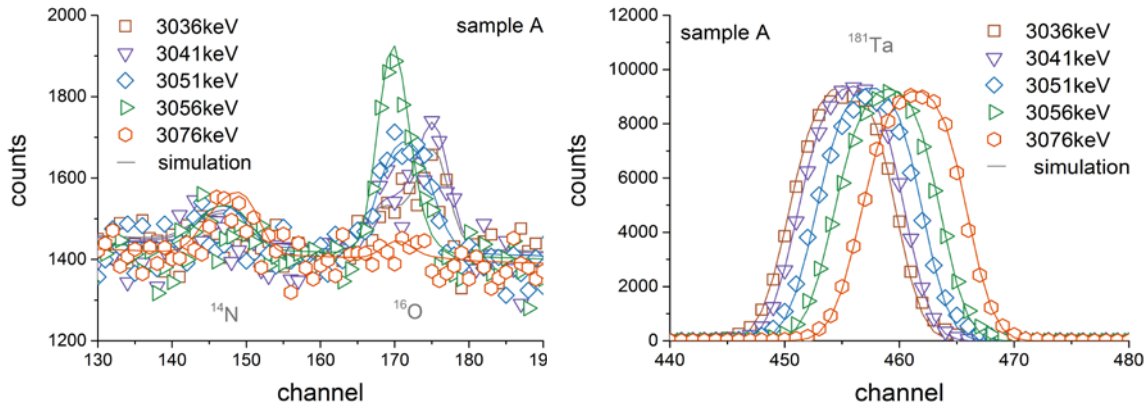 sample A
3036keV
3041keV
3051keV
3056keV
3076keV
simulation
counts
2000
1800
1600
1400
1200
¹⁴N
¹⁶O
130 140 150 160 170 180 19
channel
sample A
¹⁸¹Ta
3036keV
3041keV
3051keV
3056keV
3076keV
simulation
counts
12000
10000
8000
6000
4000
2000
0
440 450 460 470 480
channel